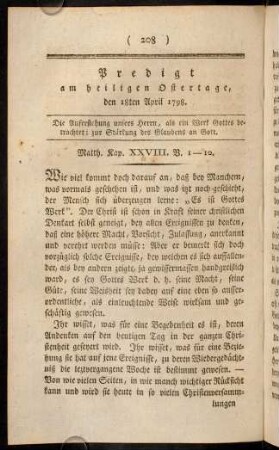 ( 208 )
Predigt
am heiligen Ostertage,
den 18ten April 1798.
Die Auferstehung unsers Herrn, als ein Werk Gottes be-
trachtet; zur Stärkung des Glaubens an Gott.
Matth. Kap. XXVIII. V. 1—10.
Wie viel kommt doch darauf an, daß bey Manchem,
was vormals geschehen ist, und was itzt noch geschieht,
der Mensch sich überzeugen lerne: „Es ist Gottes
Werk“. Der Christ ist schon in Kraft seiner christlichen
Denkart selbst geneigt, bey allen Ereignissen zu denken,
daß eine höhere Macht, Vorsicht, Zulassung, anerkannt
und verehrt werden müsse: Aber er bemerkt sich doch
vorzüglich solche Ereignisse, bey welchen es sich auffallen-
der, als bey andern zeigte, ja gewissermassen handgreiflich
ward, es sey Gottes Werk d. h. seine Macht, seine
Güte, seine Weisheit sey dabey auf eine eben so ausser-
ordentliche, als einleuchtende Weise wirksam und ge-
schäftig gewesen.
Ihr wisset, was für eine Begebenheit es ist, deren
Andenken auf den heutigen Tag in der ganzen Chri-
stenheit gefeyert wird. Ihr wisset, was für eine Bezie-
hung sie hat auf jene Ereignisse, zu deren Wiedergedächt-
niß die letzvergangene Woche ist bestimmt gewesen. —
Von wie vielen Seiten, in wie manch wichtiger Rücksicht
kann und wird sie heute in so vielen Christenversamm-
lungen